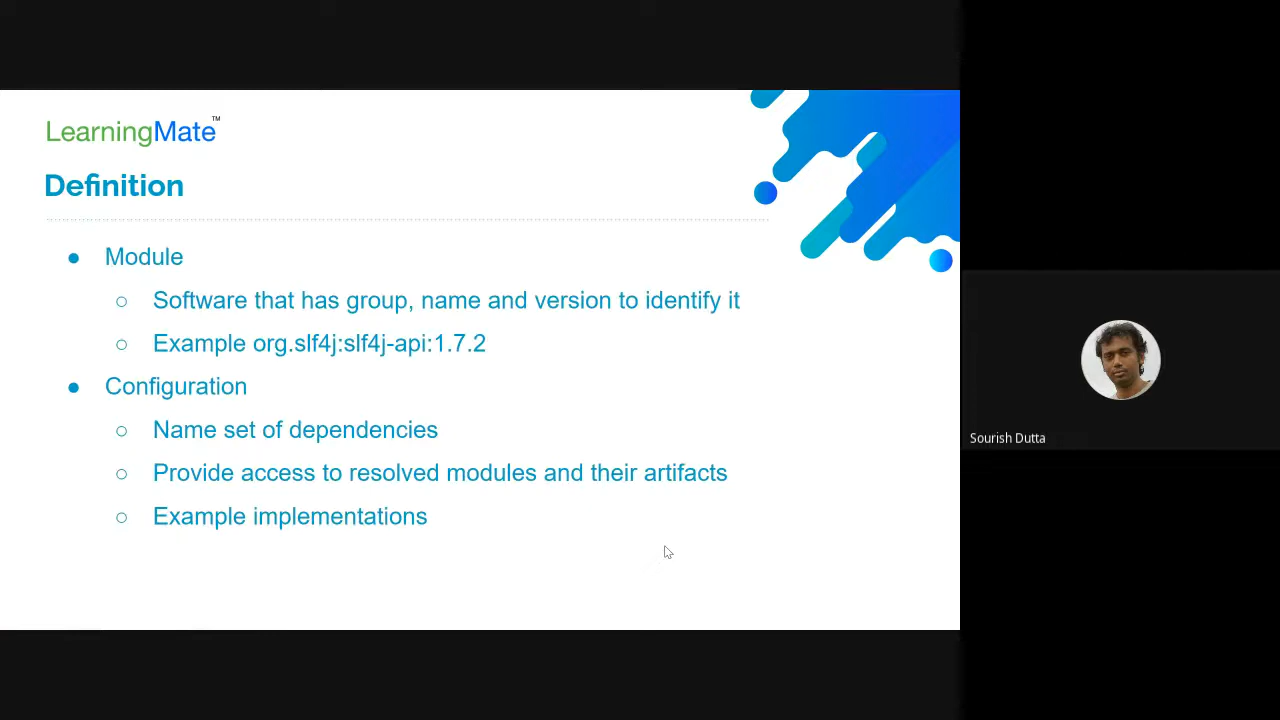 LearningMate™
Definition
● Module
○ Software that has group, name and version to identify it
○ Example org.slf4j:slf4j-api:1.7.2
● Configuration
○ Name set of dependencies
○ Provide access to resolved modules and their artifacts
○ Example implementations
Sourish Dutta